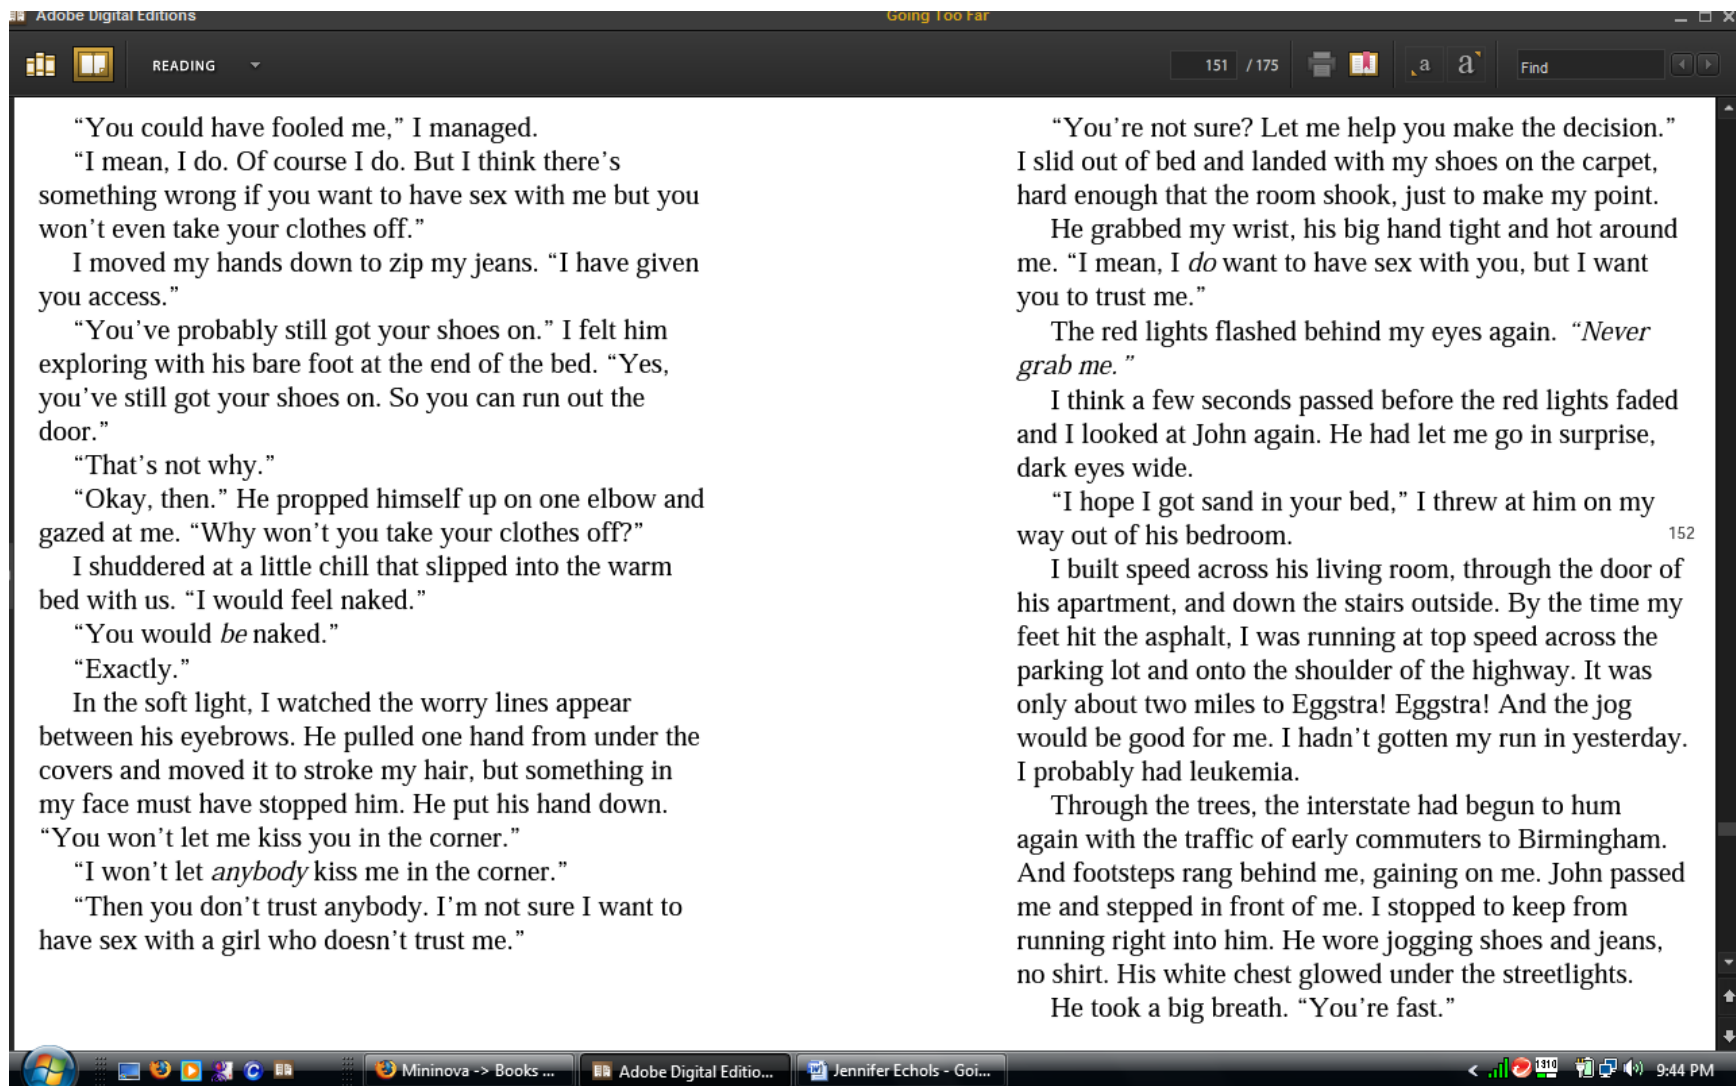 Adobe Digital Editions
Going Too Far
READING
151 / 175
a
a
Find
“You could have fooled me,” I managed.
“I mean, I do. Of course I do. But I think there’s
something wrong if you want to have sex with me but you
won’t even take your clothes off.”
I moved my hands down to zip my jeans. “I have given
you access.”
“You’ve probably still got your shoes on.” I felt him
exploring with his bare foot at the end of the bed. “Yes,
you’ve still got your shoes on. So you can run out the
door.”
“That’s not why.”
“Okay, then.” He propped himself up on one elbow and
gazed at me. “Why won’t you take your clothes off?”
I shuddered at a little chill that slipped into the warm
bed with us. “I would feel naked.”
“You would be naked.”
“Exactly.”
In the soft light, I watched the worry lines appear
between his eyebrows. He pulled one hand from under the
covers and moved it to stroke my hair, but something in
my face must have stopped him. He put his hand down.
“You won’t let me kiss you in the corner.”
“I won’t let anybody kiss me in the corner.”
“Then you don’t trust anybody. I’m not sure I want to
have sex with a girl who doesn’t trust me.”
“You’re not sure? Let me help you make the decision.”
I slid out of bed and landed with my shoes on the carpet,
hard enough that the room shook, just to make my point.
He grabbed my wrist, his big hand tight and hot around
me. “I mean, I do want to have sex with you, but I want
you to trust me.”
The red lights flashed behind my eyes again. “Never
grab me.”
I think a few seconds passed before the red lights faded
and I looked at John again. He had let me go in surprise,
dark eyes wide.
“I hope I got sand in your bed,” I threw at him on my
way out of his bedroom.
152
I built speed across his living room, through the door of
his apartment, and down the stairs outside. By the time my
feet hit the asphalt, I was running at top speed across the
parking lot and onto the shoulder of the highway. It was
only about two miles to Eggstra! Eggstra! And the jog
would be good for me. I hadn’t gotten my run in yesterday.
I probably had leukemia.
Through the trees, the interstate had begun to hum
again with the traffic of early commuters to Birmingham.
And footsteps rang behind me, gaining on me. John passed
me and stepped in front of me. I stopped to keep from
running right into him. He wore jogging shoes and jeans,
no shirt. His white chest glowed under the streetlights.
He took a big breath. “You’re fast.”
Mininova -> Books ...
Adobe Digital Editio...
Jennifer Echols - Goi...
1310
9:44 PM